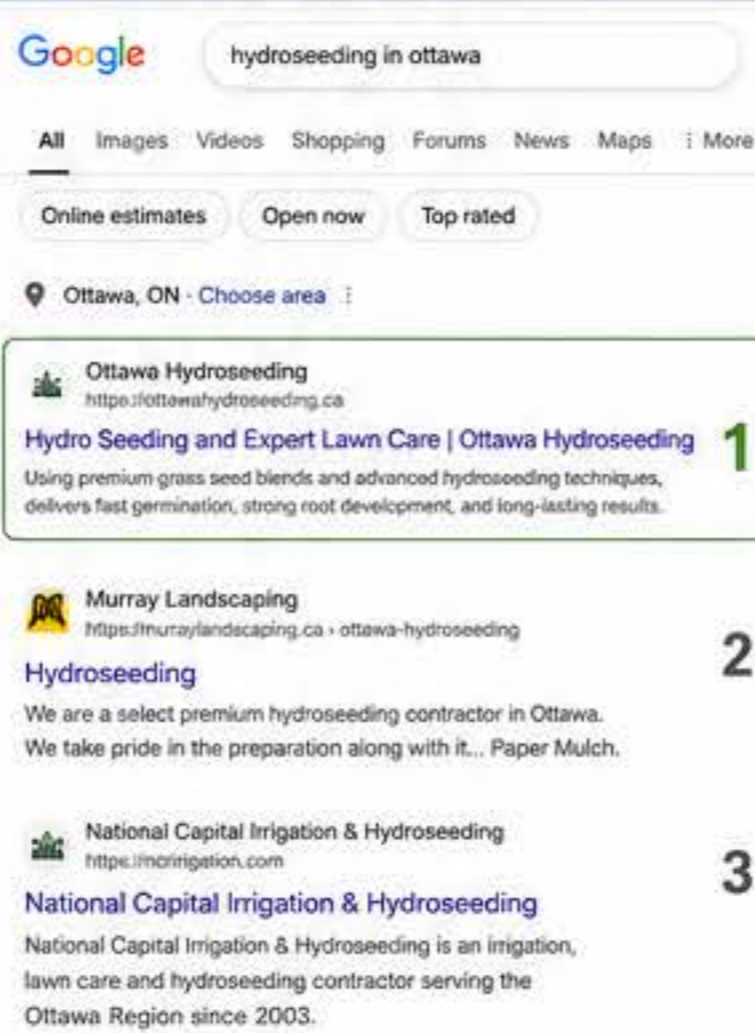 Google
hydroseeding in ottawa
All Images Videos Shopping Forums News Maps More
Online estimates Open now Top rated
Ottawa, ON · Choose area
Ottawa Hydroseeding
https://ottawahydroseeding.ca
Hydro Seeding and Expert Lawn Care | Ottawa Hydroseeding
1
Using premium grass seed blends and advanced hydroseeding techniques,
delivers fast germination, strong root development, and long-lasting results.
Murray Landscaping
https://murraylandscaping.ca › ottawa-hydroseeding
2
Hydroseeding
We are a select premium hydroseeding contractor in Ottawa.
We take pride in the preparation along with it... Paper Mulch.
National Capital Irrigation & Hydroseeding
3
National Capital Irrigation & Hydroseeding
National Capital Irrigation & Hydroseeding is an irrigation,
lawn care and hydroseeding contractor serving the
Ottawa Region since 2003.